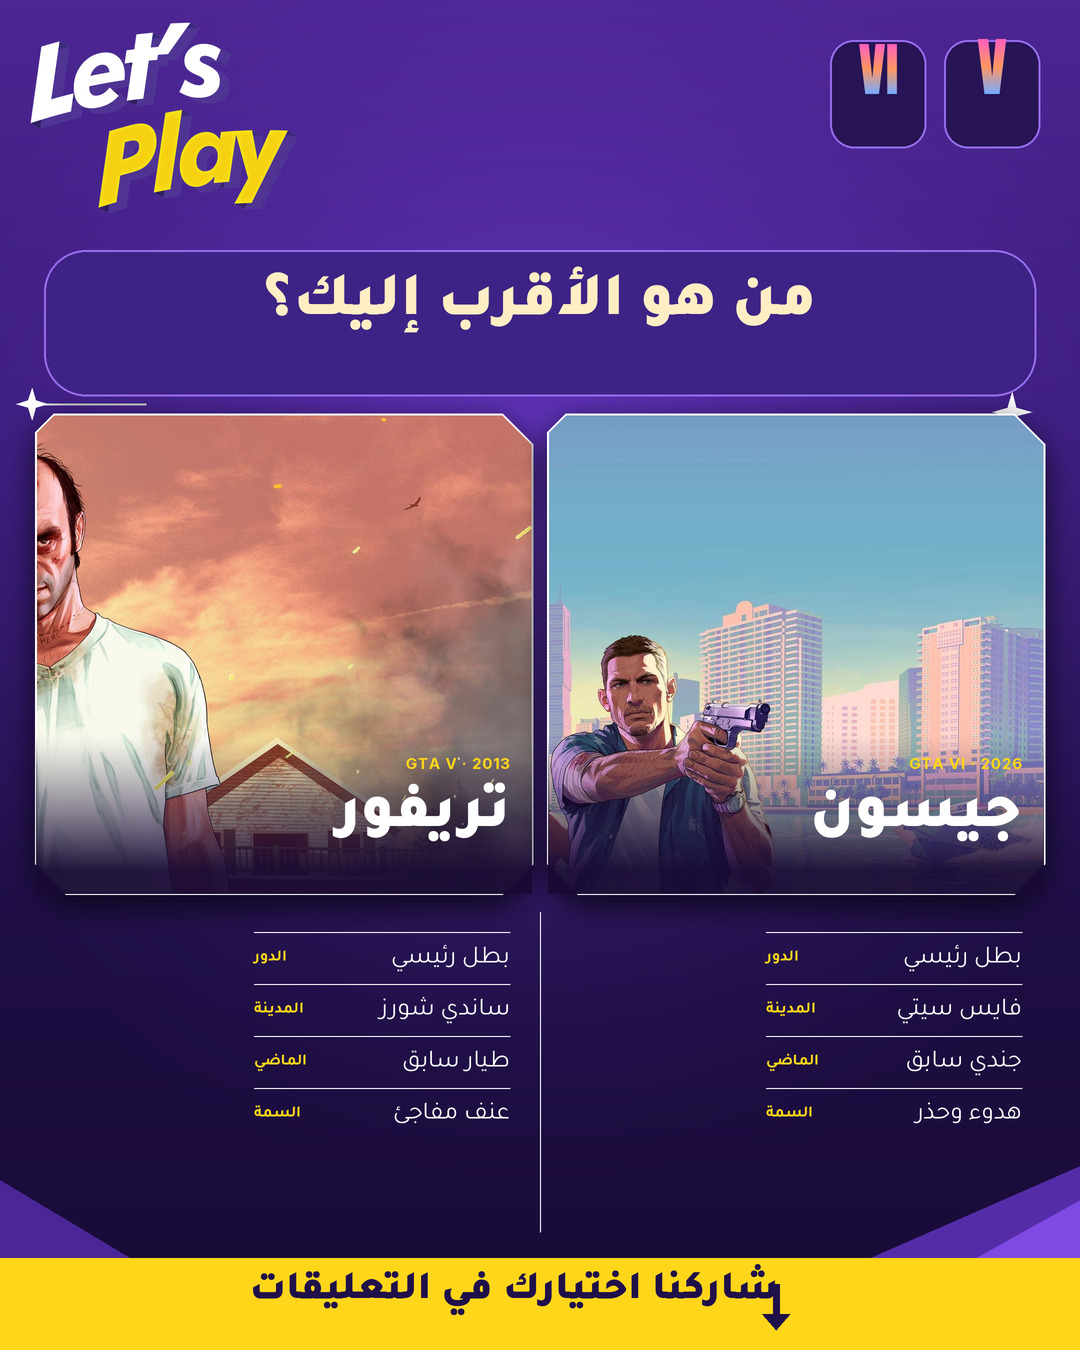 Let's
Play
VI
V
من هو الأقرب إليك؟
GTA VI · 2026
جيسون
بطل رئيسي الدور
فايس سيتي المدينة
جندي سابق الماضي
هدوء وحذر السمة
GTA V · 2013
تريفور
بطل رئيسي الدور
ساندي شورز المدينة
طيار سابق الماضي
عنف مفاجئ السمة
شاركنا اختيارك في التعليقات